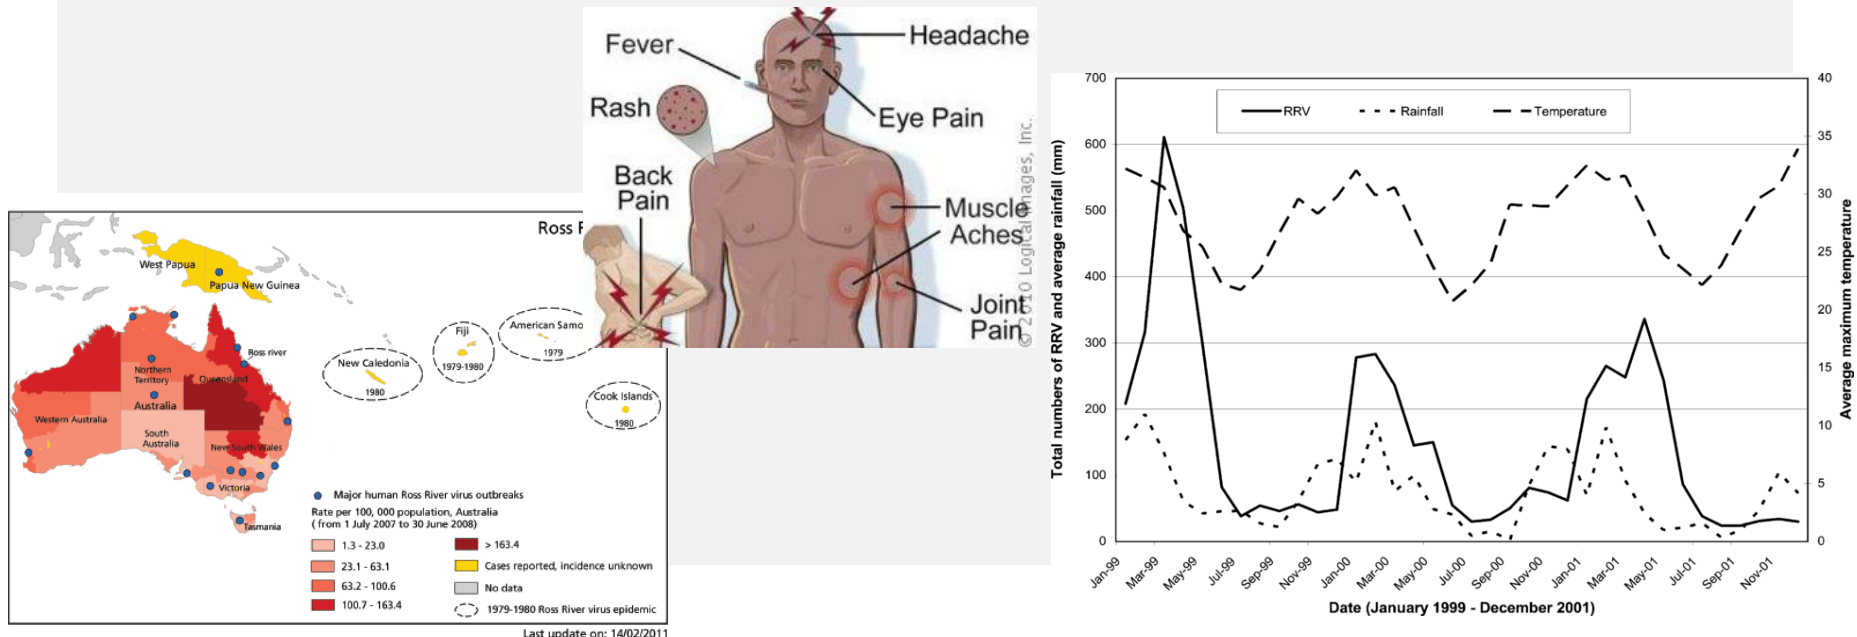 Ross
West Papua
Papua New Guinea
Ross river
Northern
Territory
Queensland
Australia
Western Australia
South
Australia
New South Wales
Victoria
Tasmania
New Caledonia
1980
Fiji
1979-1980
American Samo
1979
Cook Islands
1980
Major human Ross River virus outbreaks
Rate per 100, 000 population, Australia
( from 1 July 2007 to 30 June 2008)
1.3 - 23.0
23.1 - 63.1
63.2 - 100.6
100.7 - 163.4
> 163.4
Cases reported, incidence unknown
No data
1979-1980 Ross River virus epidemic
Last update on: 14/02/2011
Fever
Headache
Rash
Eye Pain
Back
Pain
Muscle
Aches
Joint
Pain
© 2010 Logical Images, Inc.
RRV
Rainfall
Temperature
Total numbers of RRV and average rainfall (mm)
700
600
500
400
300
200
100
0
Average maximum temperature
40
35
30
25
20
15
10
5
0
Jan-99
Mar-99
May-99
Jul-99
Sep-99
Nov-99
Jan-00
Mar-00
May-00
Jul-00
Sep-00
Nov-00
Jan-01
Mar-01
May-01
Jul-01
Sep-01
Nov-01
Date (January 1999 - December 2001)